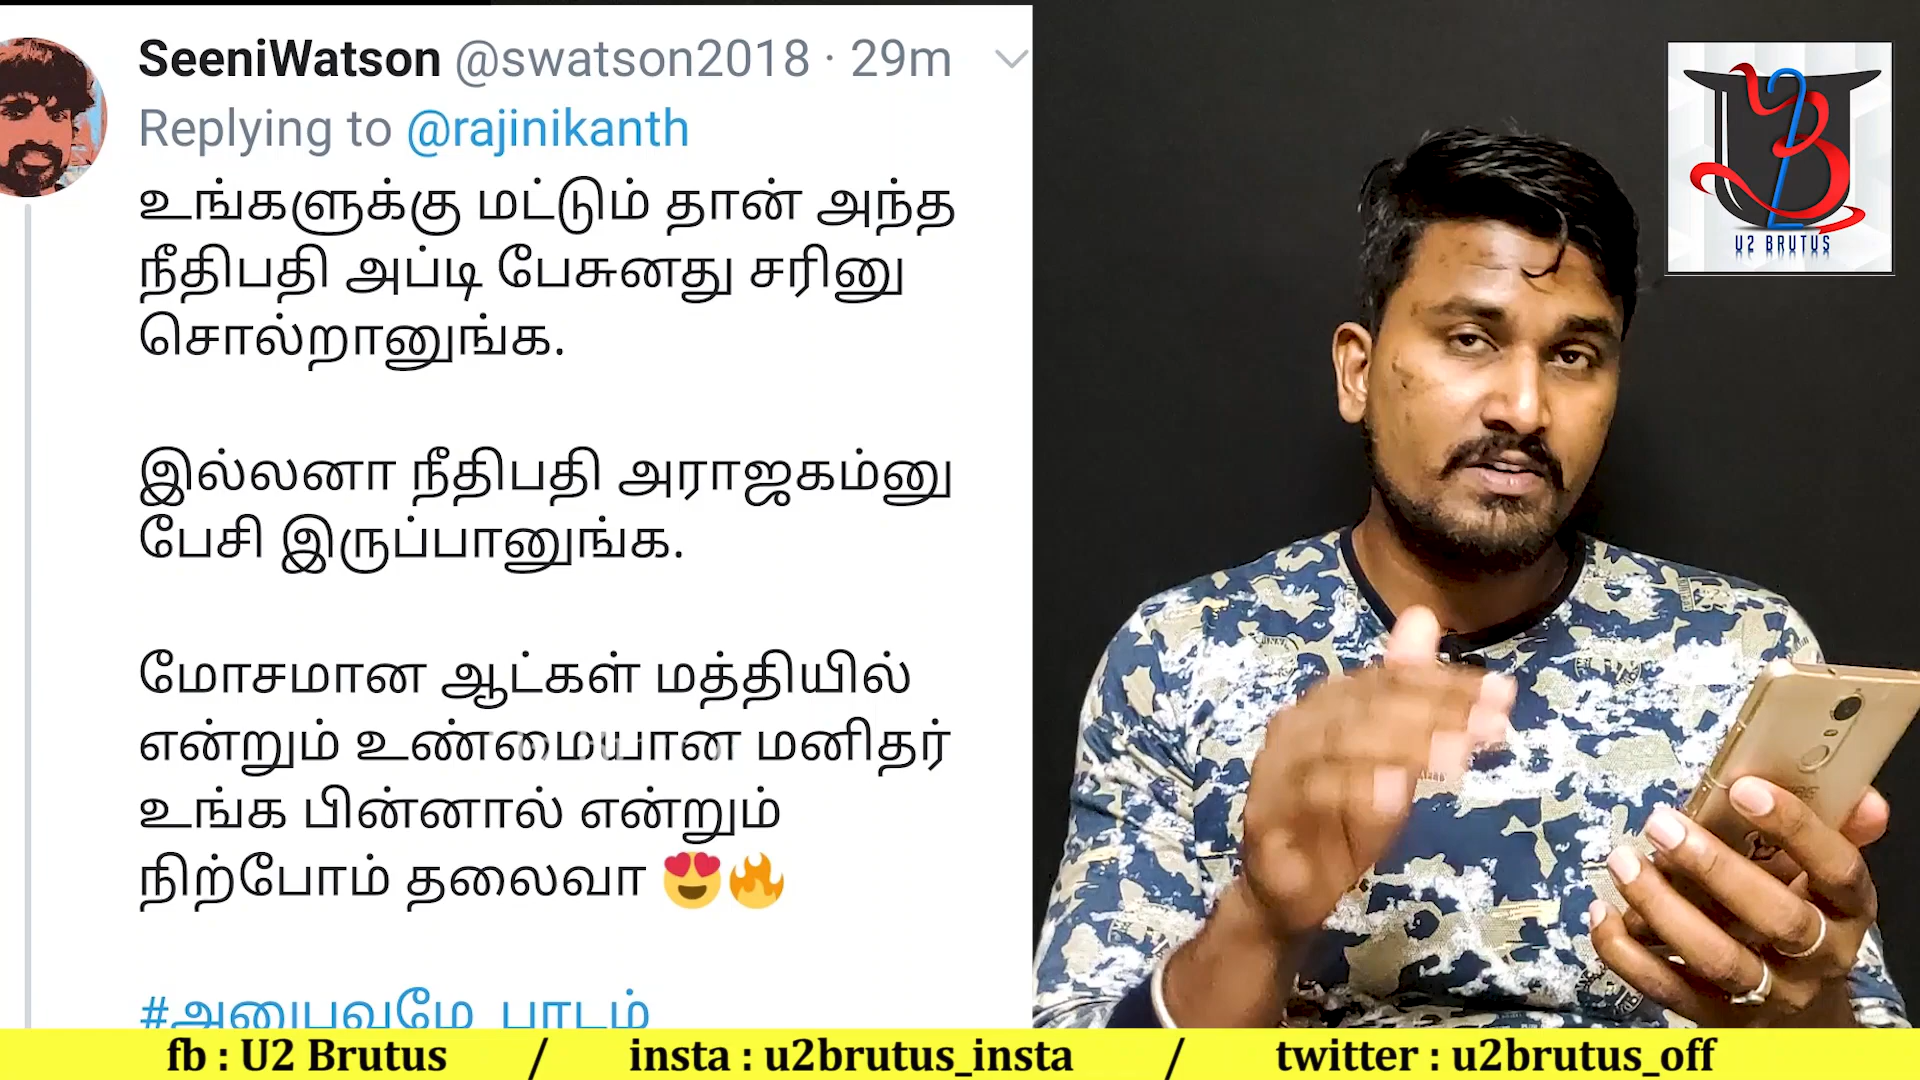 SeeniWatson @swatson2018 · 29m
Replying to @rajinikanth
உங்களுக்கு மட்டும் தான் அந்த
நீதிபதி அப்டி பேசுனது சரினு
சொல்றானுங்க.
இல்லனா நீதிபதி அராஜகம்னு
பேசி இருப்பானுங்க.
மோசமான ஆட்கள் மத்தியில்
என்றும் உண்மையான மனிதர்
உங்க பின்னால் என்றும்
நிற்போம் தலைவா 😍🔥
#அனுபவமே_பாடம்
U2 BRUTUS
fb : U2 Brutus / insta : u2brutus_insta / twitter : u2brutus_off